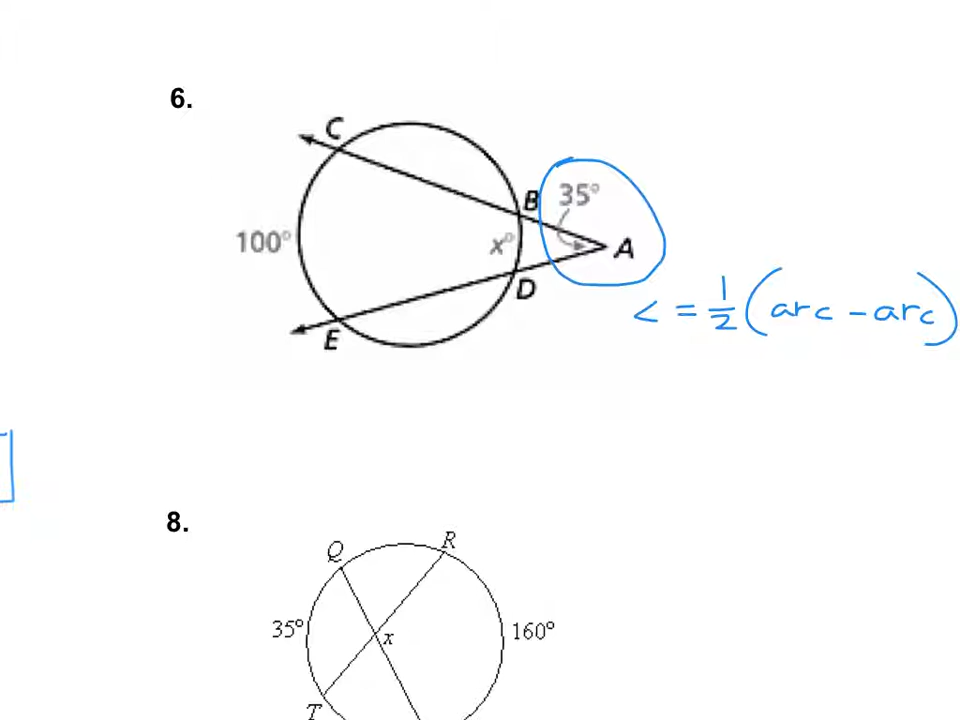 6.
C
B 35°
100° x° A
D
E
< = 1/2 (arc - arc)
8.
Q R
35° x 160°
T